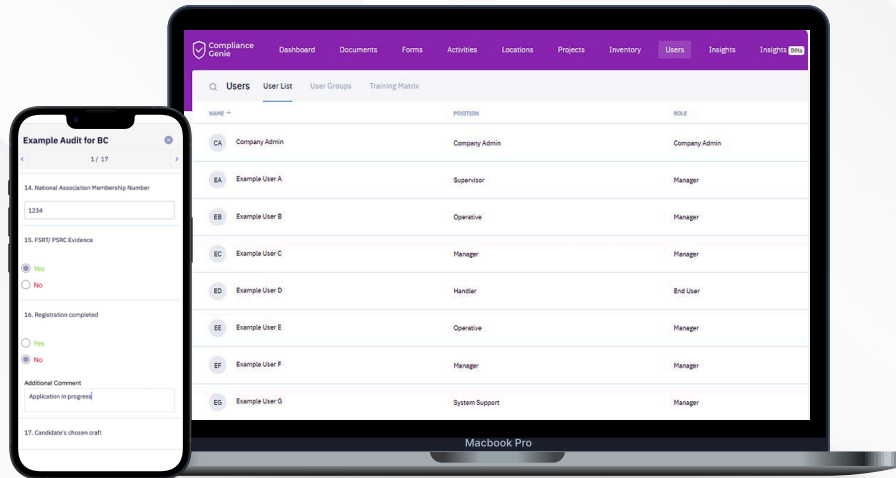 Compliance
Genie
Dashboard Documents Forms Activities Locations Projects Inventory Users Insights Insights Beta
Users User List User Groups Training Matrix
NAME POSITION ROLE
CA Company Admin Company Admin Company Admin
EA Example User A Supervisor Manager
EB Example User B Operative Manager
EC Example User C Manager Manager
ED Example User D Handler End User
EE Example User E Operative Manager
EF Example User F Manager Manager
EG Example User G System Support Manager
Macbook Pro
Example Audit for BC
1 / 17
14. National Association Membership Number
1234
15. FSRT/ PSRC Evidence
Yes
No
16. Registration completed
Yes
No
Additional Comment
Application in progress
17. Candidate's chosen craft